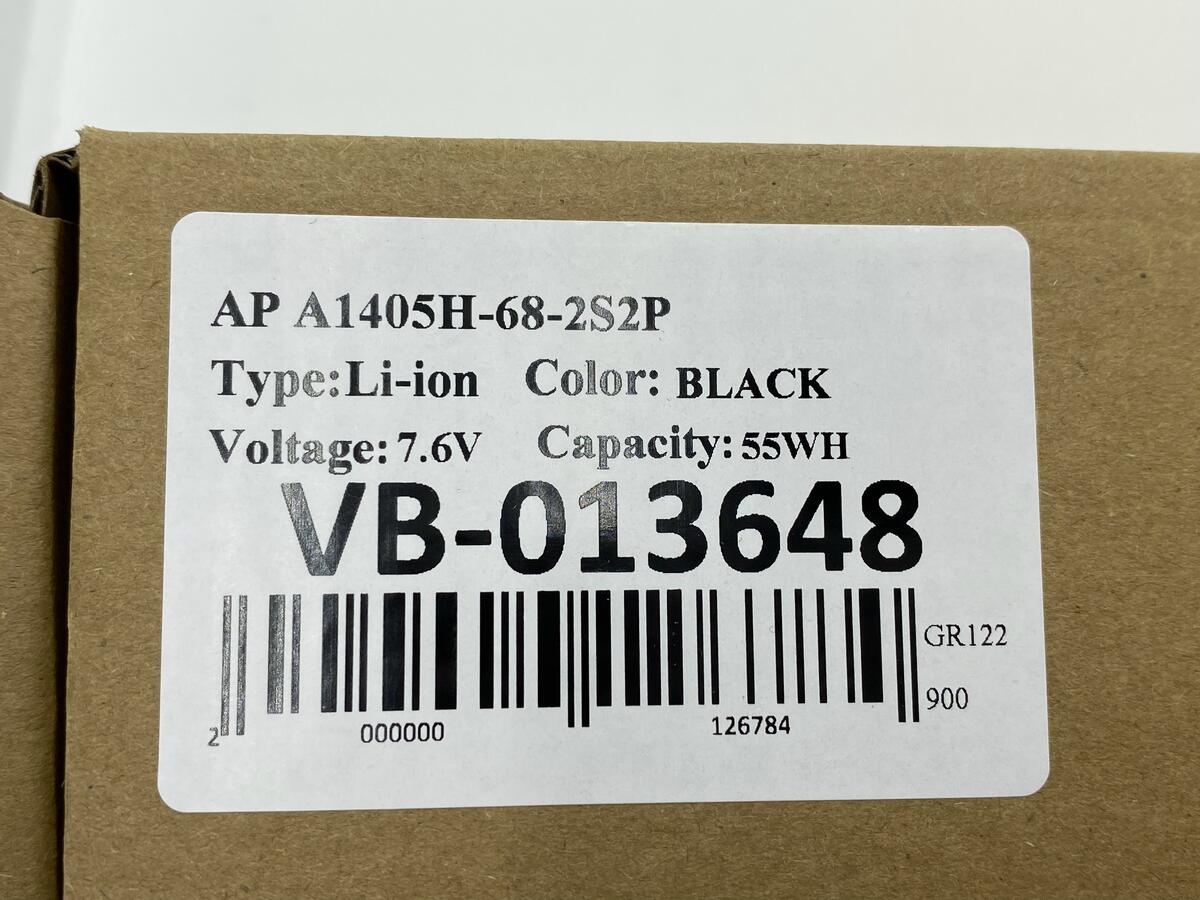 AP A1405H-68-2S2P
Type:Li-ion Color: BLACK
Voltage: 7.6V Capacity: 55WH
VB-013648
GR122
900
2 000000 126784